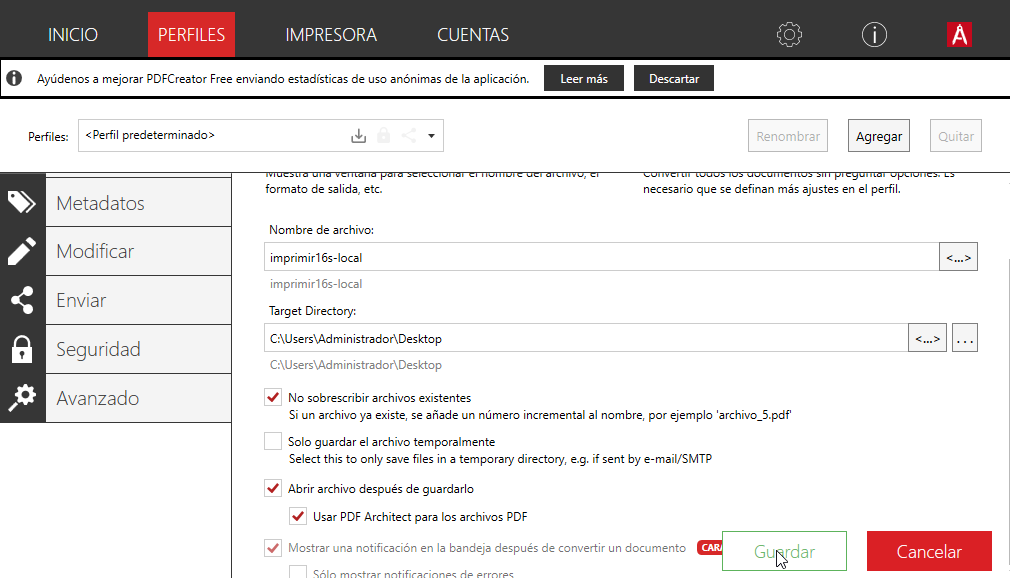 INICIO PERFILES IMPRESORA CUENTAS
Ayúdenos a mejorar PDFCreator Free enviando estadísticas de uso anónimas de la aplicación. Leer más Descartar
Perfiles: <Perfil predeterminado> Renombrar Agregar Quitar
Muestra una ventana para seleccionar el nombre del archivo, el
formato de salida, etc.
Convertir todos los documentos sin preguntar opciones. Es
necesario que se definan más ajustes en el perfil.
Metadatos
Modificar
Enviar
Seguridad
Avanzado
Nombre de archivo:
imprimir16s-local <...>
imprimir16s-local
Target Directory:
C:\Users\Administrador\Desktop <...> ...
C:\Users\Administrador\Desktop
No sobrescribir archivos existentes
Si un archivo ya existe, se añade un número incremental al nombre, por ejemplo 'archivo_5.pdf'
Solo guardar el archivo temporalmente
Select this to only save files in a temporary directory, e.g. if sent by e-mail/SMTP
Abrir archivo después de guardarlo
Usar PDF Architect para los archivos PDF
Mostrar una notificación en la bandeja después de convertir un documento CARA
Sólo mostrar notificaciones de errores
Guardar Cancelar